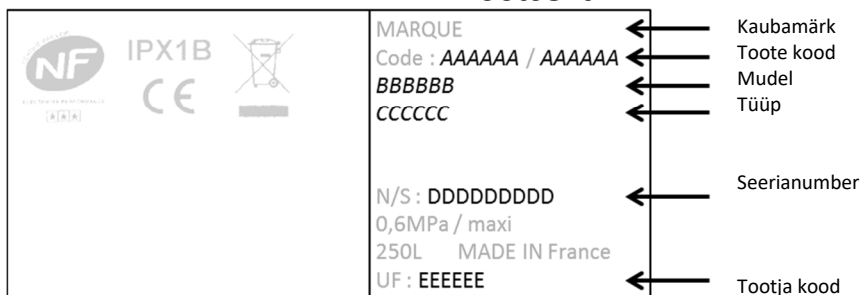 NF
IPX1B
CE
MARQUE
Code : AAAAAA / AAAAAA
BBBBBB
CCCCCC
N/S : DDDDDDDDD
0,6MPa / maxi
250L MADE IN France
UF : EEEEEE
Kaubamärk
Toote kood
Mudel
Tüüp
Seerianumber
Tootja kood